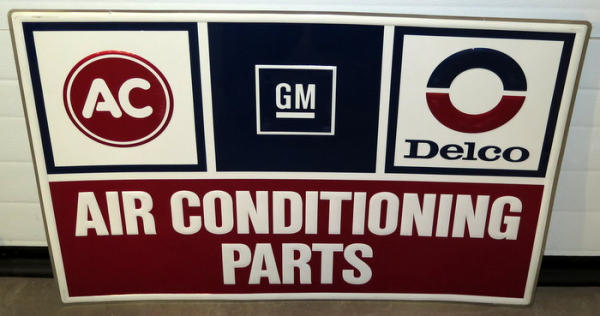 AC
GM
Delco
AIR CONDITIONING
PARTS